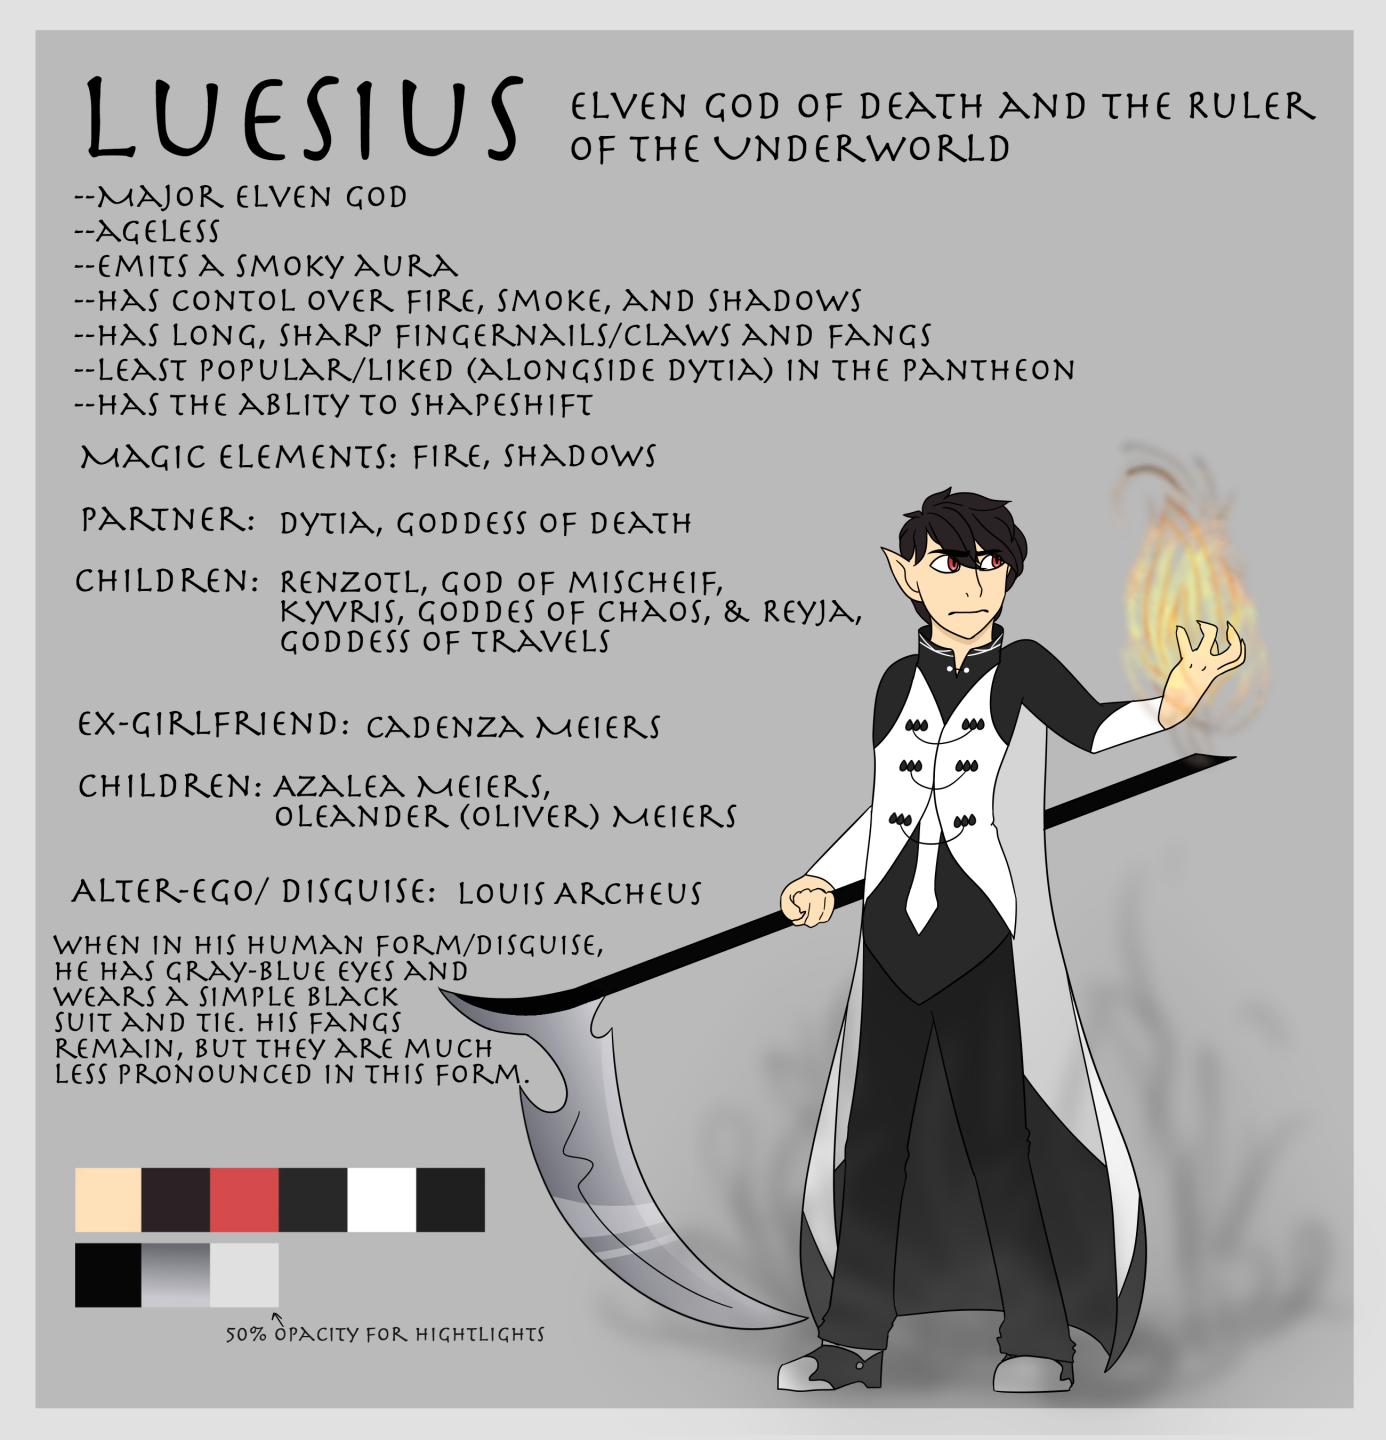 LUESIUS
ELVEN GOD OF DEATH AND THE RULER
OF THE UNDERWORLD
--MAJOR ELVEN GOD
--AGELESS
--EMITS A SMOKY AURA
--HAS CONTOL OVER FIRE, SMOKE, AND SHADOWS
--HAS LONG, SHARP FINGERNAILS/CLAWS AND FANGS
--LEAST POPULAR/LIKED (ALONGSIDE DYTIA) IN THE PANTHEON
--HAS THE ABLITY TO SHAPESHIFT
MAGIC ELEMENTS: FIRE, SHADOWS
PARTNER: DYTIA, GODDESS OF DEATH
CHILDREN: RENZOTL, GOD OF MISCHEIF,
KYVRIS, GODDES OF CHAOS, & REYJA,
GODDESS OF TRAVELS
EX-GIRLFRIEND: CADENZA MEIERS
CHILDREN: AZALEA MEIERS,
OLEANDER (OLIVER) MEIERS
ALTER-EGO/ DISGUISE: LOUIS ARCHEUS
WHEN IN HIS HUMAN FORM/DISGUISE,
HE HAS GRAY-BLUE EYES AND
WEARS A SIMPLE BLACK
SUIT AND TIE. HIS FANGS
REMAIN, BUT THEY ARE MUCH
LESS PRONOUNCED IN THIS FORM.
50% OPACITY FOR HIGHTLIGHTS